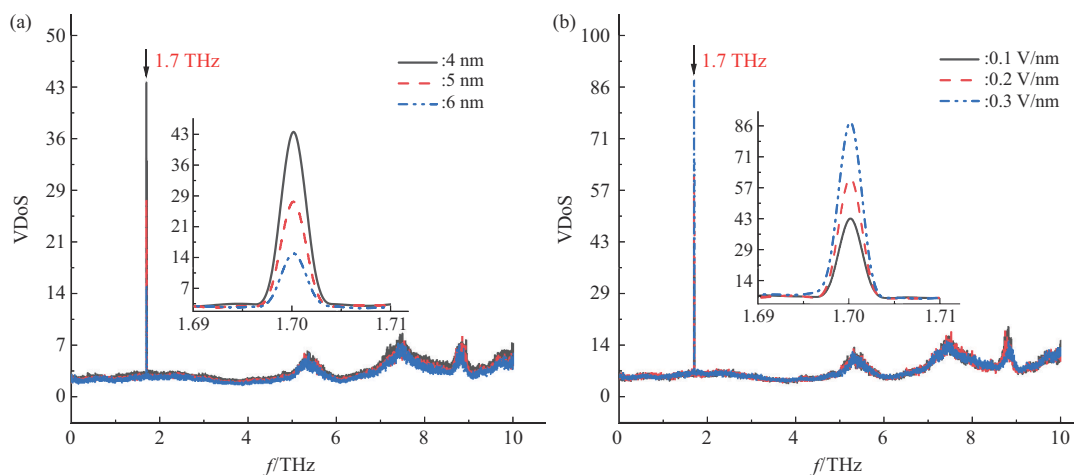 (a)
50
43
36
29
21
14
7
0
VDoS
1.7 THz
:4 nm
:5 nm
:6 nm
43
36
29
21
14
7
1.69 1.70 1.71
0 2 4 6 8 10
f/THz
(b)
100
86
71
57
43
29
14
0
VDoS
1.7 THz
:0.1 V/nm
:0.2 V/nm
:0.3 V/nm
86
71
57
43
29
14
1.69 1.70 1.71
0 2 4 6 8 10
f/THz